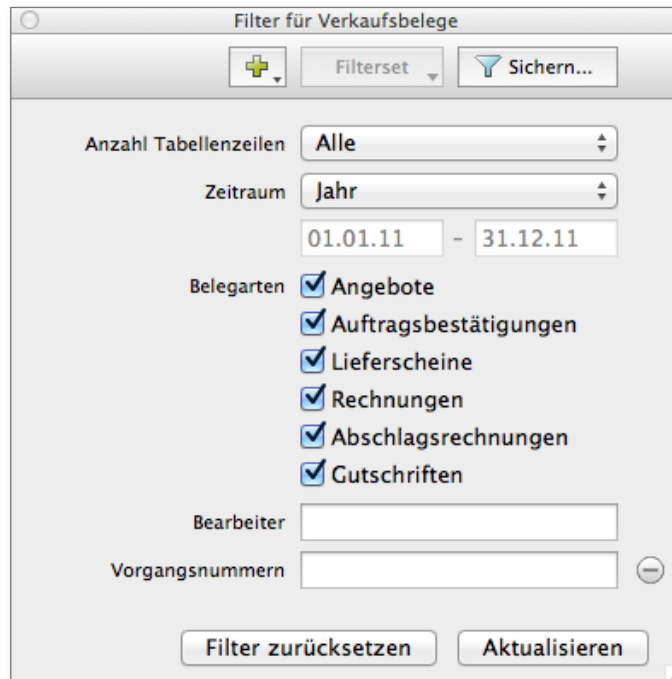 Filter für Verkaufsbelege
Filterset Sichern...
Anzahl Tabellenzeilen Alle
Zeitraum Jahr
01.01.11 - 31.12.11
Belegarten Angebote
Auftragsbestätigungen
Lieferscheine
Rechnungen
Abschlagsrechnungen
Gutschriften
Bearbeiter
Vorgangsnummern
Filter zurücksetzen Aktualisieren